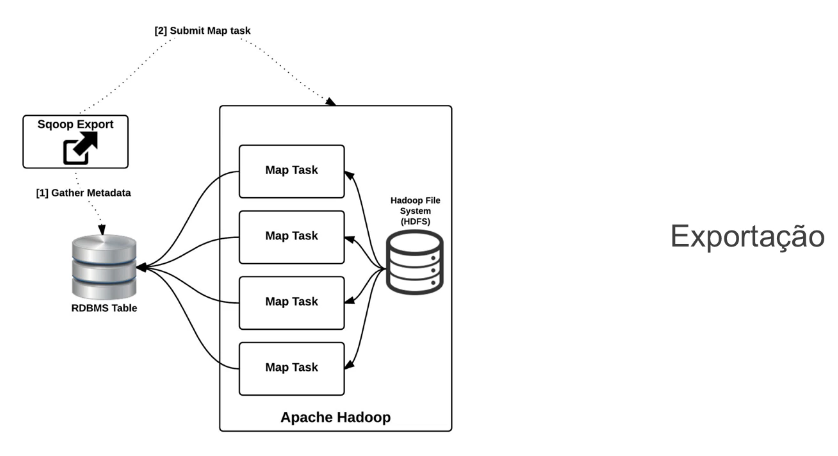 [2] Submit Map task
Sqoop Export
[1] Gather Metadata
RDBMS Table
Map Task
Map Task
Map Task
Map Task
Hadoop File
System
(HDFS)
Apache Hadoop
Exportação